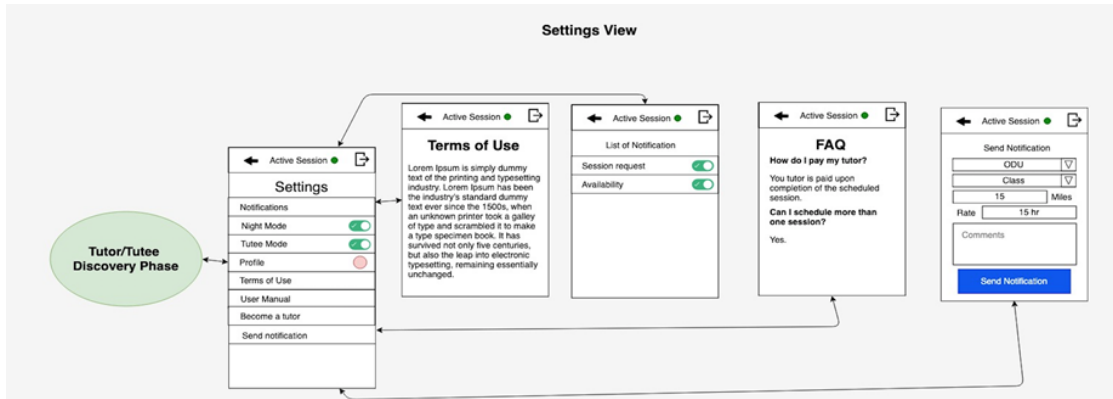 Settings View
Tutor/Tutee
Discovery Phase
Active Session
Settings
Notifications
Night Mode
Tutee Mode
Profile
Terms of Use
User Manual
Become a tutor
Send notification
Active Session
Terms of Use
Lorem Ipsum is simply dummy
text of the printing and typesetting
industry. Lorem Ipsum has been
the industry's standard dummy
text ever since the 1500s, when
an unknown printer took a galley
of type and scrambled it to make
a type specimen book. It has
survived not only five centuries,
but also the leap into electronic
typesetting, remaining essentially
unchanged.
Active Session
List of Notification
Session request
Availability
Active Session
FAQ
How do I pay my tutor?
You tutor is paid upon
completion of the scheduled
session.
Can I schedule more than
one session?
Yes.
Active Session
Send Notification
ODU
Class
15 Miles
Rate 15 hr
Comments
Send Notification